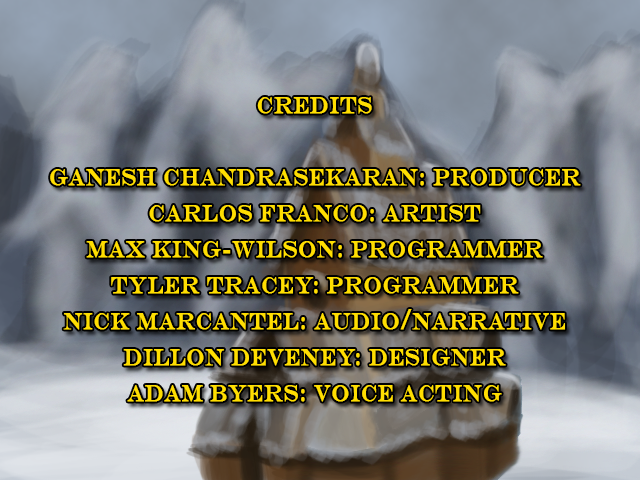 CREDITS
GANESH CHANDRASEKARAN: PRODUCER
CARLOS FRANCO: ARTIST
MAX KING-WILSON: PROGRAMMER
TYLER TRACEY: PROGRAMMER
NICK MARCANTEL: AUDIO/NARRATIVE
DILLON DEVENEY: DESIGNER
ADAM BYERS: VOICE ACTING